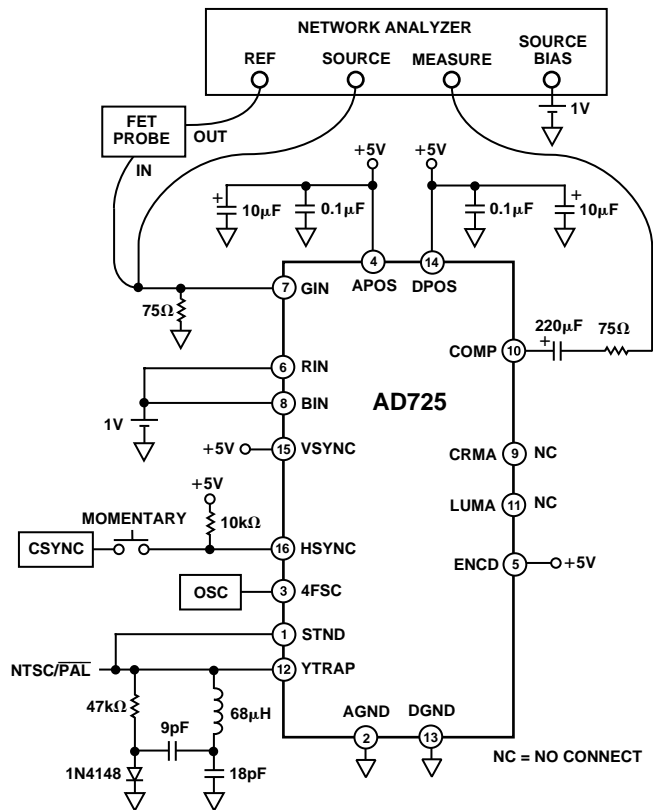 NETWORK ANALYZER
REF
SOURCE
MEASURE
SOURCE
BIAS
1V
FET
PROBE
OUT
IN
+5V
+5V
+
10µF
0.1µF
0.1µF
+
10µF
4
APOS
14
DPOS
7
GIN
75Ω
220µF
+
75Ω
COMP
10
6
RIN
8
BIN
AD725
1V
+5V
15
VSYNC
CRMA
9
NC
+5V
10kΩ
LUMA
11
NC
MOMENTARY
CSYNC
16
HSYNC
ENCD
5
+5V
OSC
3
4FSC
1
STND
NTSC/PAL
12
YTRAP
47kΩ
68µH
9pF
1N4148
18pF
AGND
2
DGND
13
NC = NO CONNECT